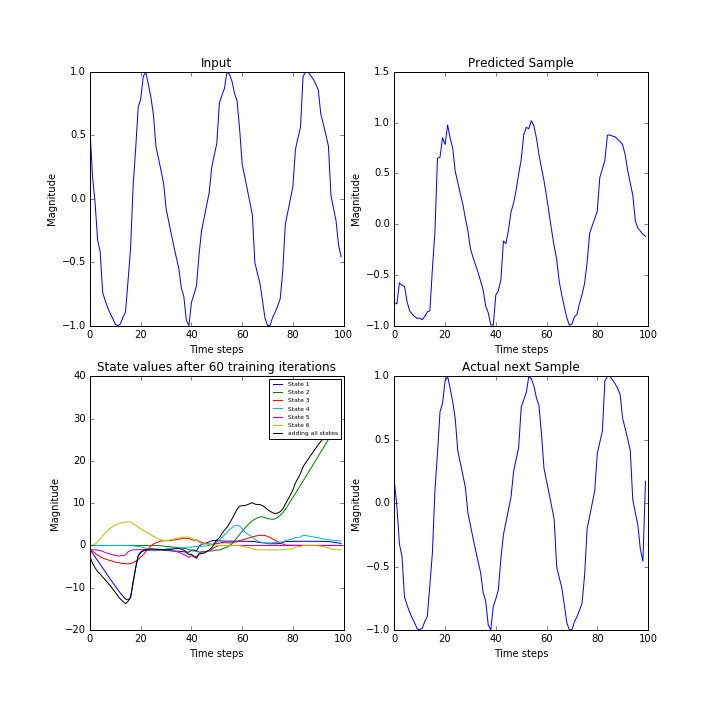 Input
Magnitude
1.0
0.5
0.0
−0.5
−1.0
0 20 40 60 80 100
Time steps
Predicted Sample
Magnitude
1.5
1.0
0.5
0.0
−0.5
−1.0
0 20 40 60 80 100
Time steps
State values after 60 training iterations
Magnitude
40
30
20
10
0
−10
−20
0 20 40 60 80 100
Time steps
State 1
State 2
State 3
State 4
State 5
State 6
adding all states
Actual next Sample
Magnitude
1.0
0.5
0.0
−0.5
−1.0
0 20 40 60 80 100
Time steps